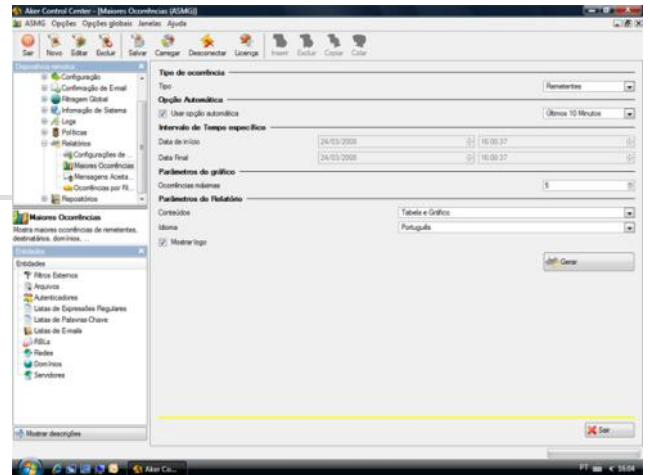 Aker Control Center - [Maiores Ocorrências (ASMG)]
ASMG Opções Opções globais Janelas Ajuda
Sair Novo Editar Excluir Salvar Carregar Desconectar Licença Insert Excluir Copiar Colar
Dispositivos remotos
Configuração
Confirmação de E-mail
Filtragem Global
Informação de Sistema
Logs
Políticas
Relatórios
Configurações de ...
Maiores Ocorrências
Mensagens Aceita...
Ocorrências por Fil...
Repositórios
Maiores Ocorrências
Mostra maiores ocorrências de remetentes, destinatários, domínios, ...
Entidades
Entidades
Filtros Externos
Arquivos
Autenticadores
Listas de Expressões Regulares
Listas de Palavras-Chave
Listas de E-mails
RBLs
Redes
Domínios
Servidores
Mostrar descrições
Tipo de ocorrência
Tipo
Remetentes
Opção Automática
Usar opção automática
Últimos 10 Minutos
Intervalo de Tempo específico
Data de início
24/03/2008
16:00:37
Data Final
24/03/2008
16:00:37
Parâmetros do gráfico
Ocorrências máximas
5
Parâmetros do Relatório
Conteúdos
Tabela e Gráfico
Idioma
Português
Mostrar logo
Gerar
Sair
Aker Co...
PT
16:04